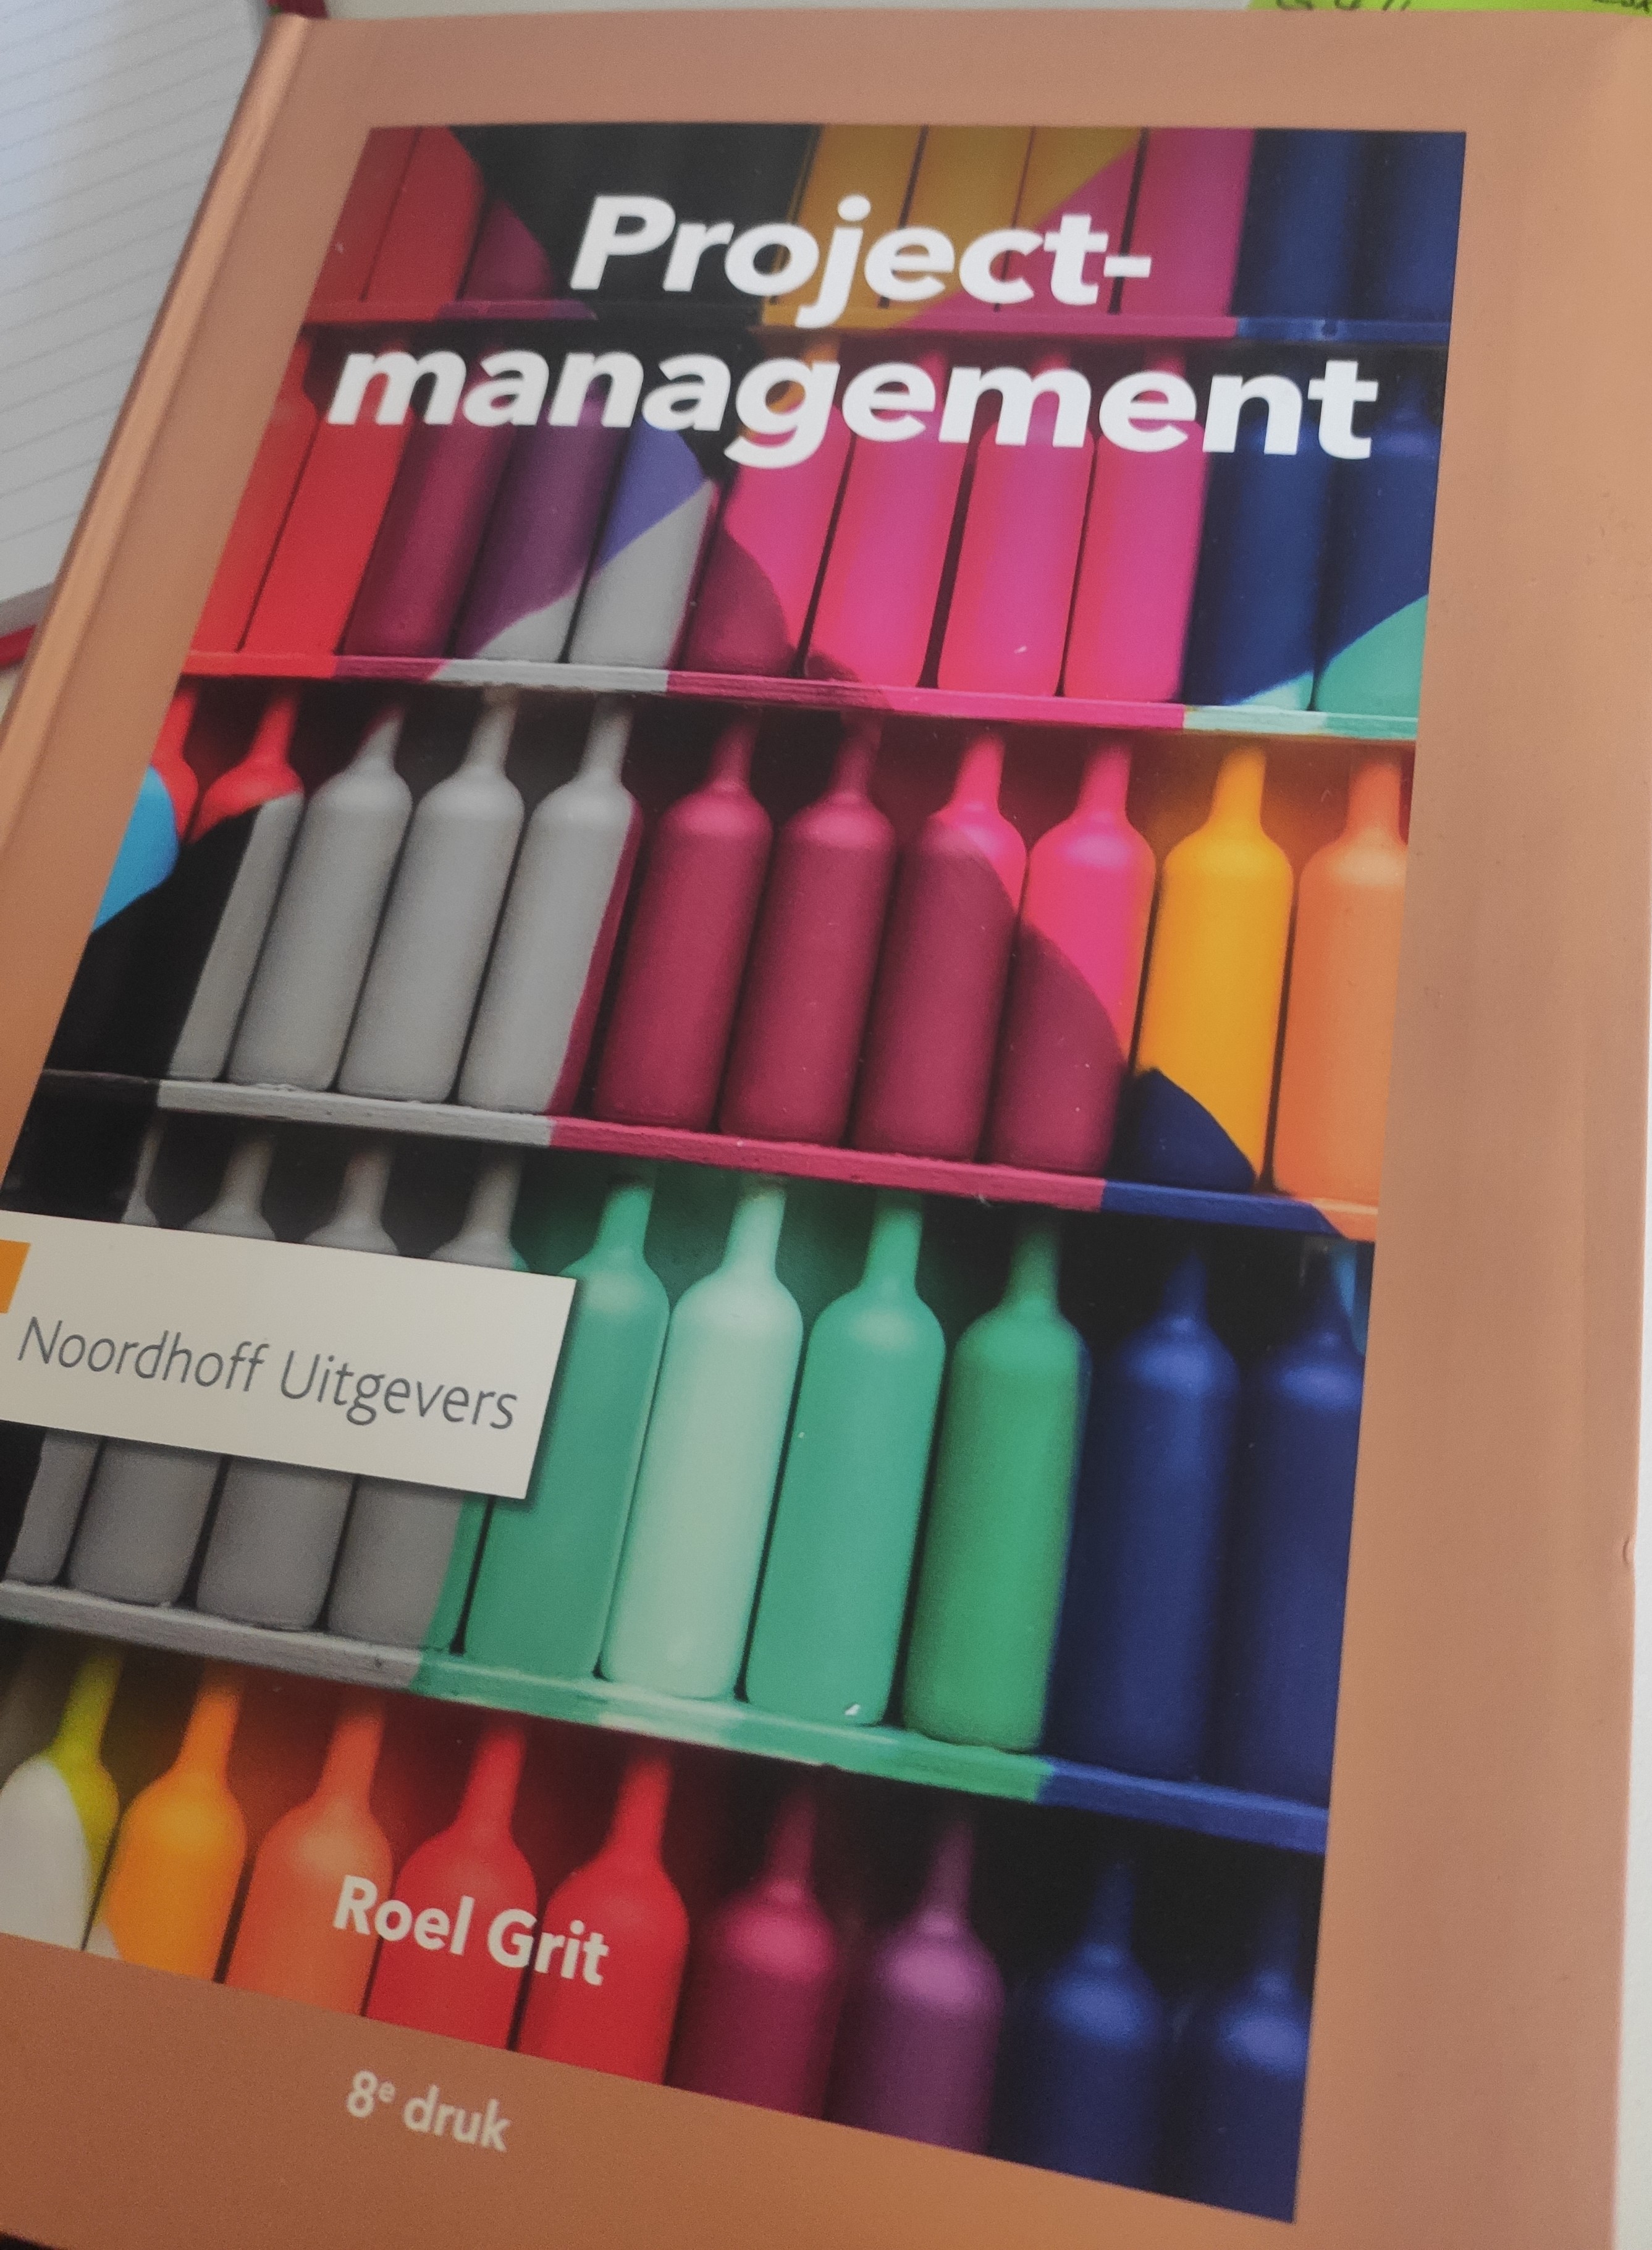 Project-
management
Noordhoff Uitgevers
Roel Grit
8e druk